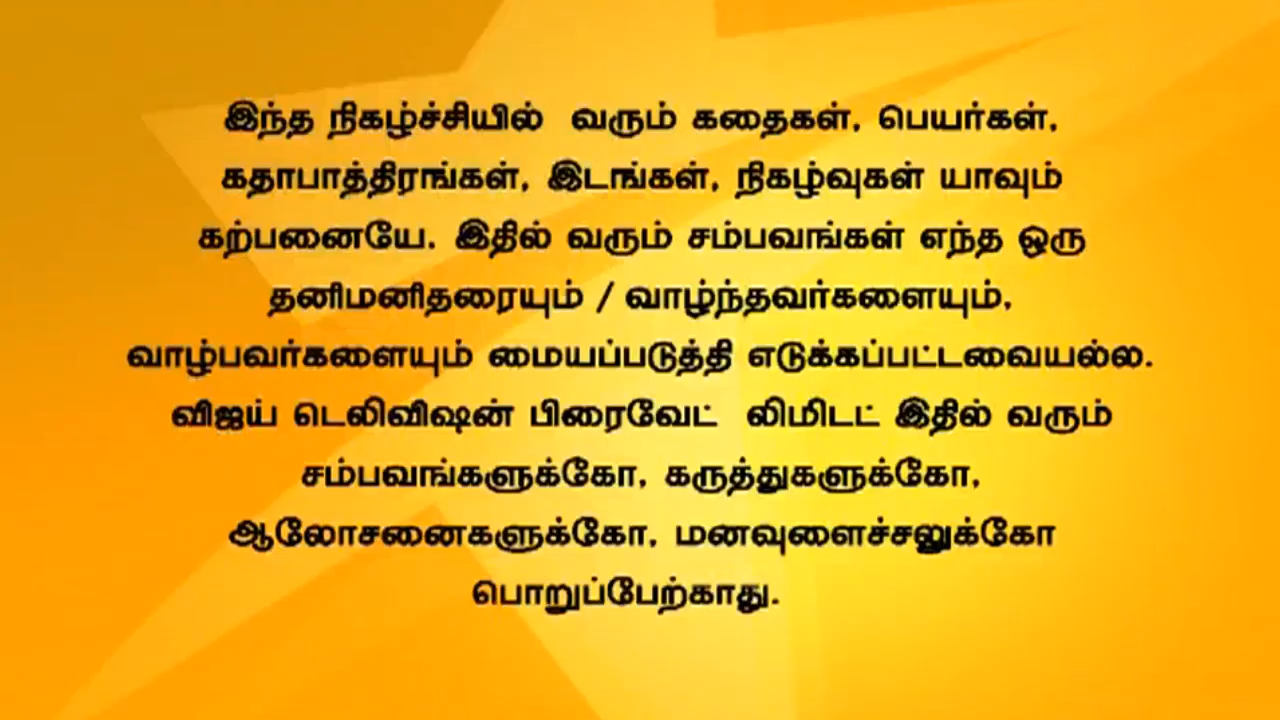 இந்த நிகழ்ச்சியில் வரும் கதைகள், பெயர்கள்,
கதாபாத்திரங்கள், இடங்கள், நிகழ்வுகள் யாவும்
கற்பனையே. இதில் வரும் சம்பவங்கள் எந்த ஒரு
தனிமனிதரையும் / வாழ்ந்தவர்களையும்,
வாழ்பவர்களையும் மையப்படுத்தி எடுக்கப்பட்டவையல்ல.
விஜய் டெலிவிஷன் பிரைவேட் லிமிடட் இதில் வரும்
சம்பவங்களுக்கோ, கருத்துகளுக்கோ,
ஆலோசனைகளுக்கோ, மனவுளைச்சலுக்கோ
பொறுப்பேற்காது.